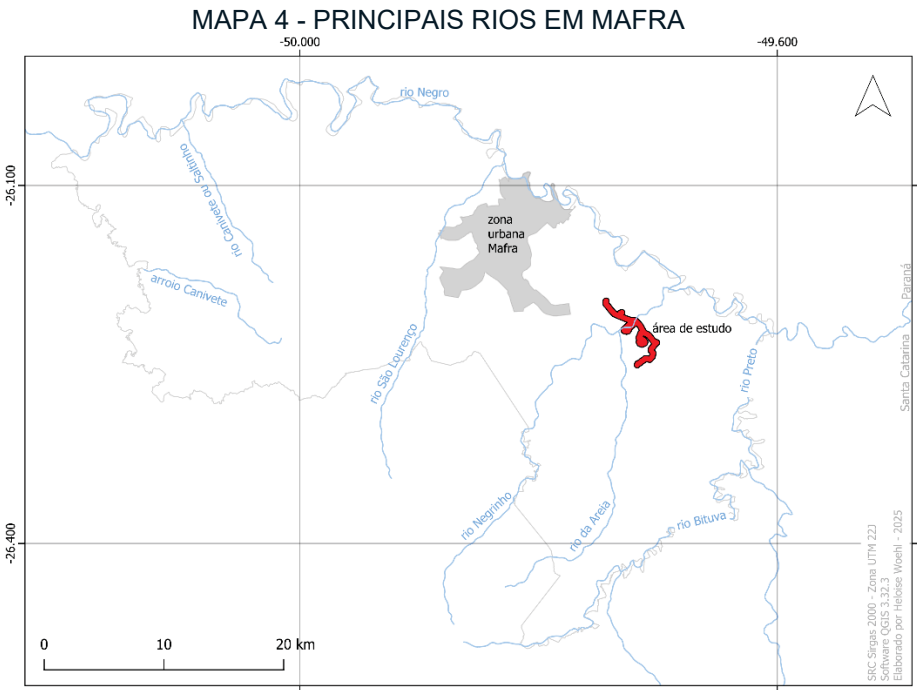 MAPA 4 - PRINCIPAIS RIOS EM MAFRA
-50.000
-49.600
rio Negro
-26.100
rio Canivete ou Saltinho
zona
urbana
Mafra
arroio Canivete
Santa Catarina
Paraná
área de estudo
rio São Lourenço
rio Preto
rio Negrinho
rio da Areia
rio Bituva
-26.400
0 10 20 km
SRC Sirgas 2000 - Zona UTM 22J
Software QGIS 3.32.3
Elaborado por Heloise Woehl - 2025